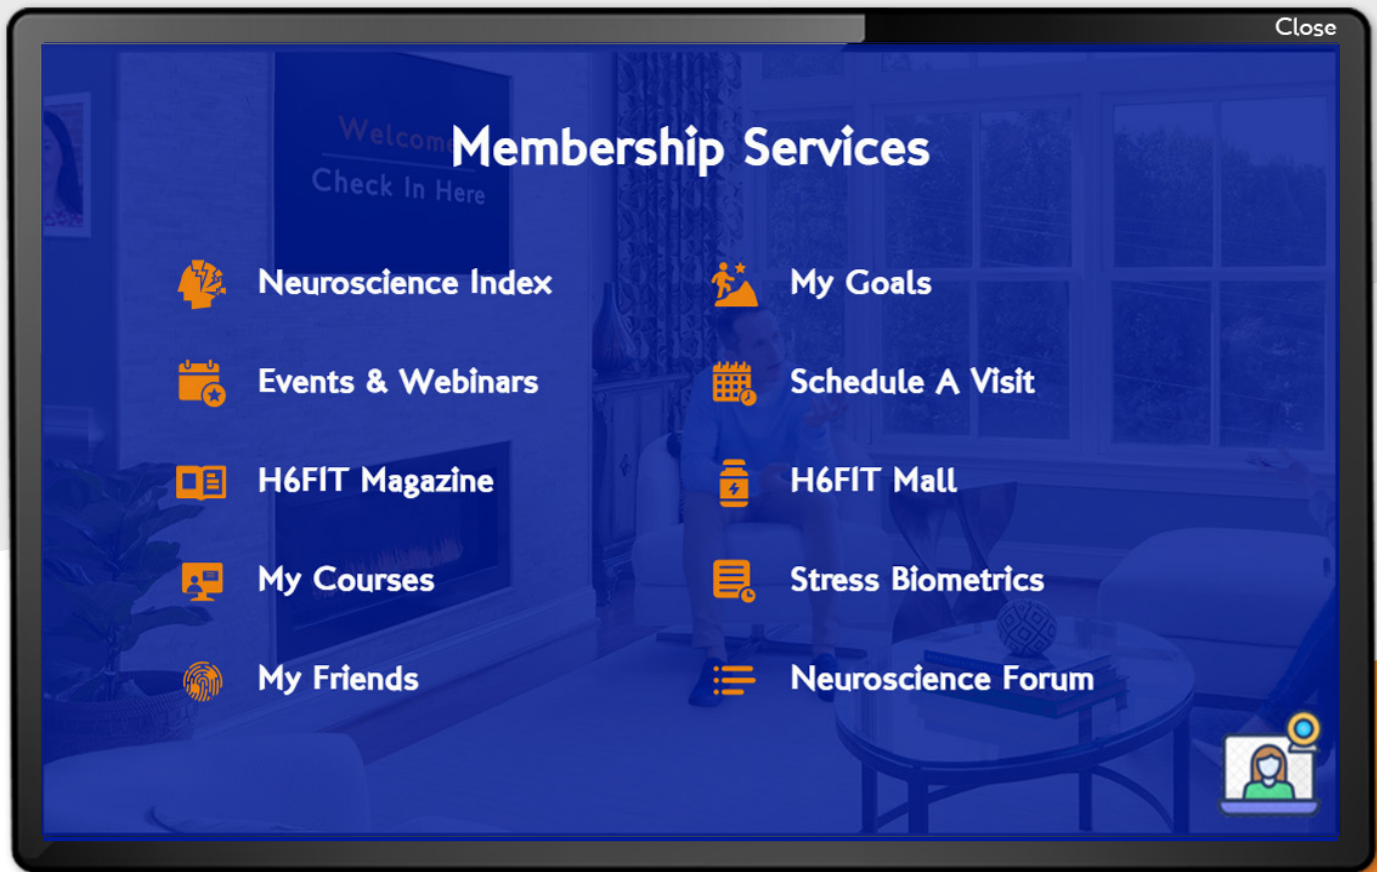 Close
Welcom
Check In Here
Membership Services
Neuroscience Index
My Goals
Events & Webinars
Schedule A Visit
H6FIT Magazine
H6FIT Mall
My Courses
Stress Biometrics
My Friends
Neuroscience Forum